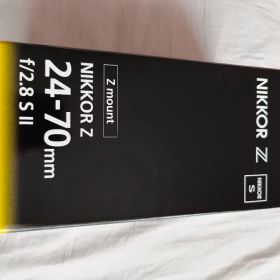 NIKKOR Z
NIKKOR
S
Z mount
NIKKOR Z
24-70mm
f/2.8 S II